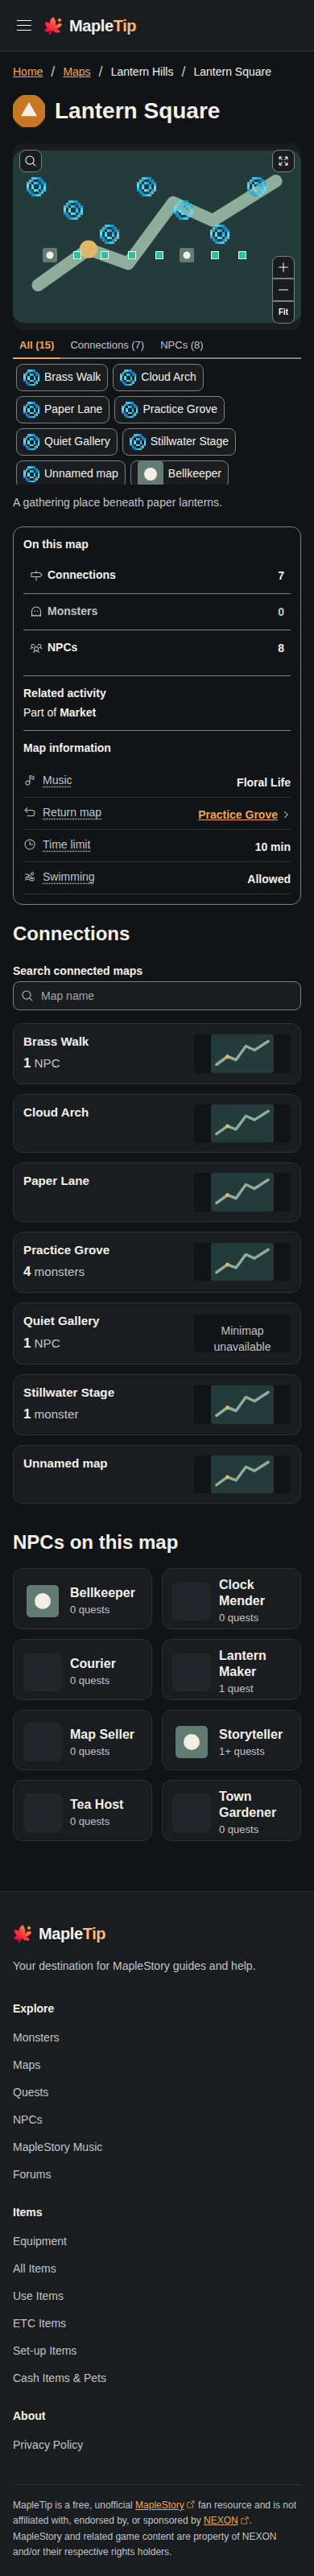 MapleTip
Home / Maps / Lantern Hills / Lantern Square
Lantern Square
Fit
All (15) Connections (7) NPCs (8)
Brass Walk Cloud Arch
Paper Lane Practice Grove
Quiet Gallery Stillwater Stage
Unnamed map Bellkeeper
A gathering place beneath paper lanterns.
On this map
Connections 7
Monsters 0
NPCs 8
Related activity
Part of Market
Map information
Music Floral Life
Return map Practice Grove
Time limit 10 min
Swimming Allowed
Connections
Search connected maps
Map name
Brass Walk
1 NPC
Cloud Arch
Paper Lane
Practice Grove
4 monsters
Quiet Gallery
1 NPC
Minimap
unavailable
Stillwater Stage
1 monster
Unnamed map
NPCs on this map
Bellkeeper
0 quests
Clock
Mender
0 quests
Courier
0 quests
Lantern
Maker
1 quest
Map Seller
0 quests
Storyteller
1+ quests
Tea Host
0 quests
Town
Gardener
0 quests
MapleTip
Your destination for MapleStory guides and help.
Explore
Monsters
Maps
Quests
NPCs
MapleStory Music
Forums
Items
Equipment
All Items
Use Items
ETC Items
Set-up Items
Cash Items & Pets
About
Privacy Policy
MapleTip is a free, unofficial MapleStory fan resource and is not
affiliated with, endorsed by, or sponsored by NEXON.
MapleStory and related game content are property of NEXON
and/or their respective rights holders.